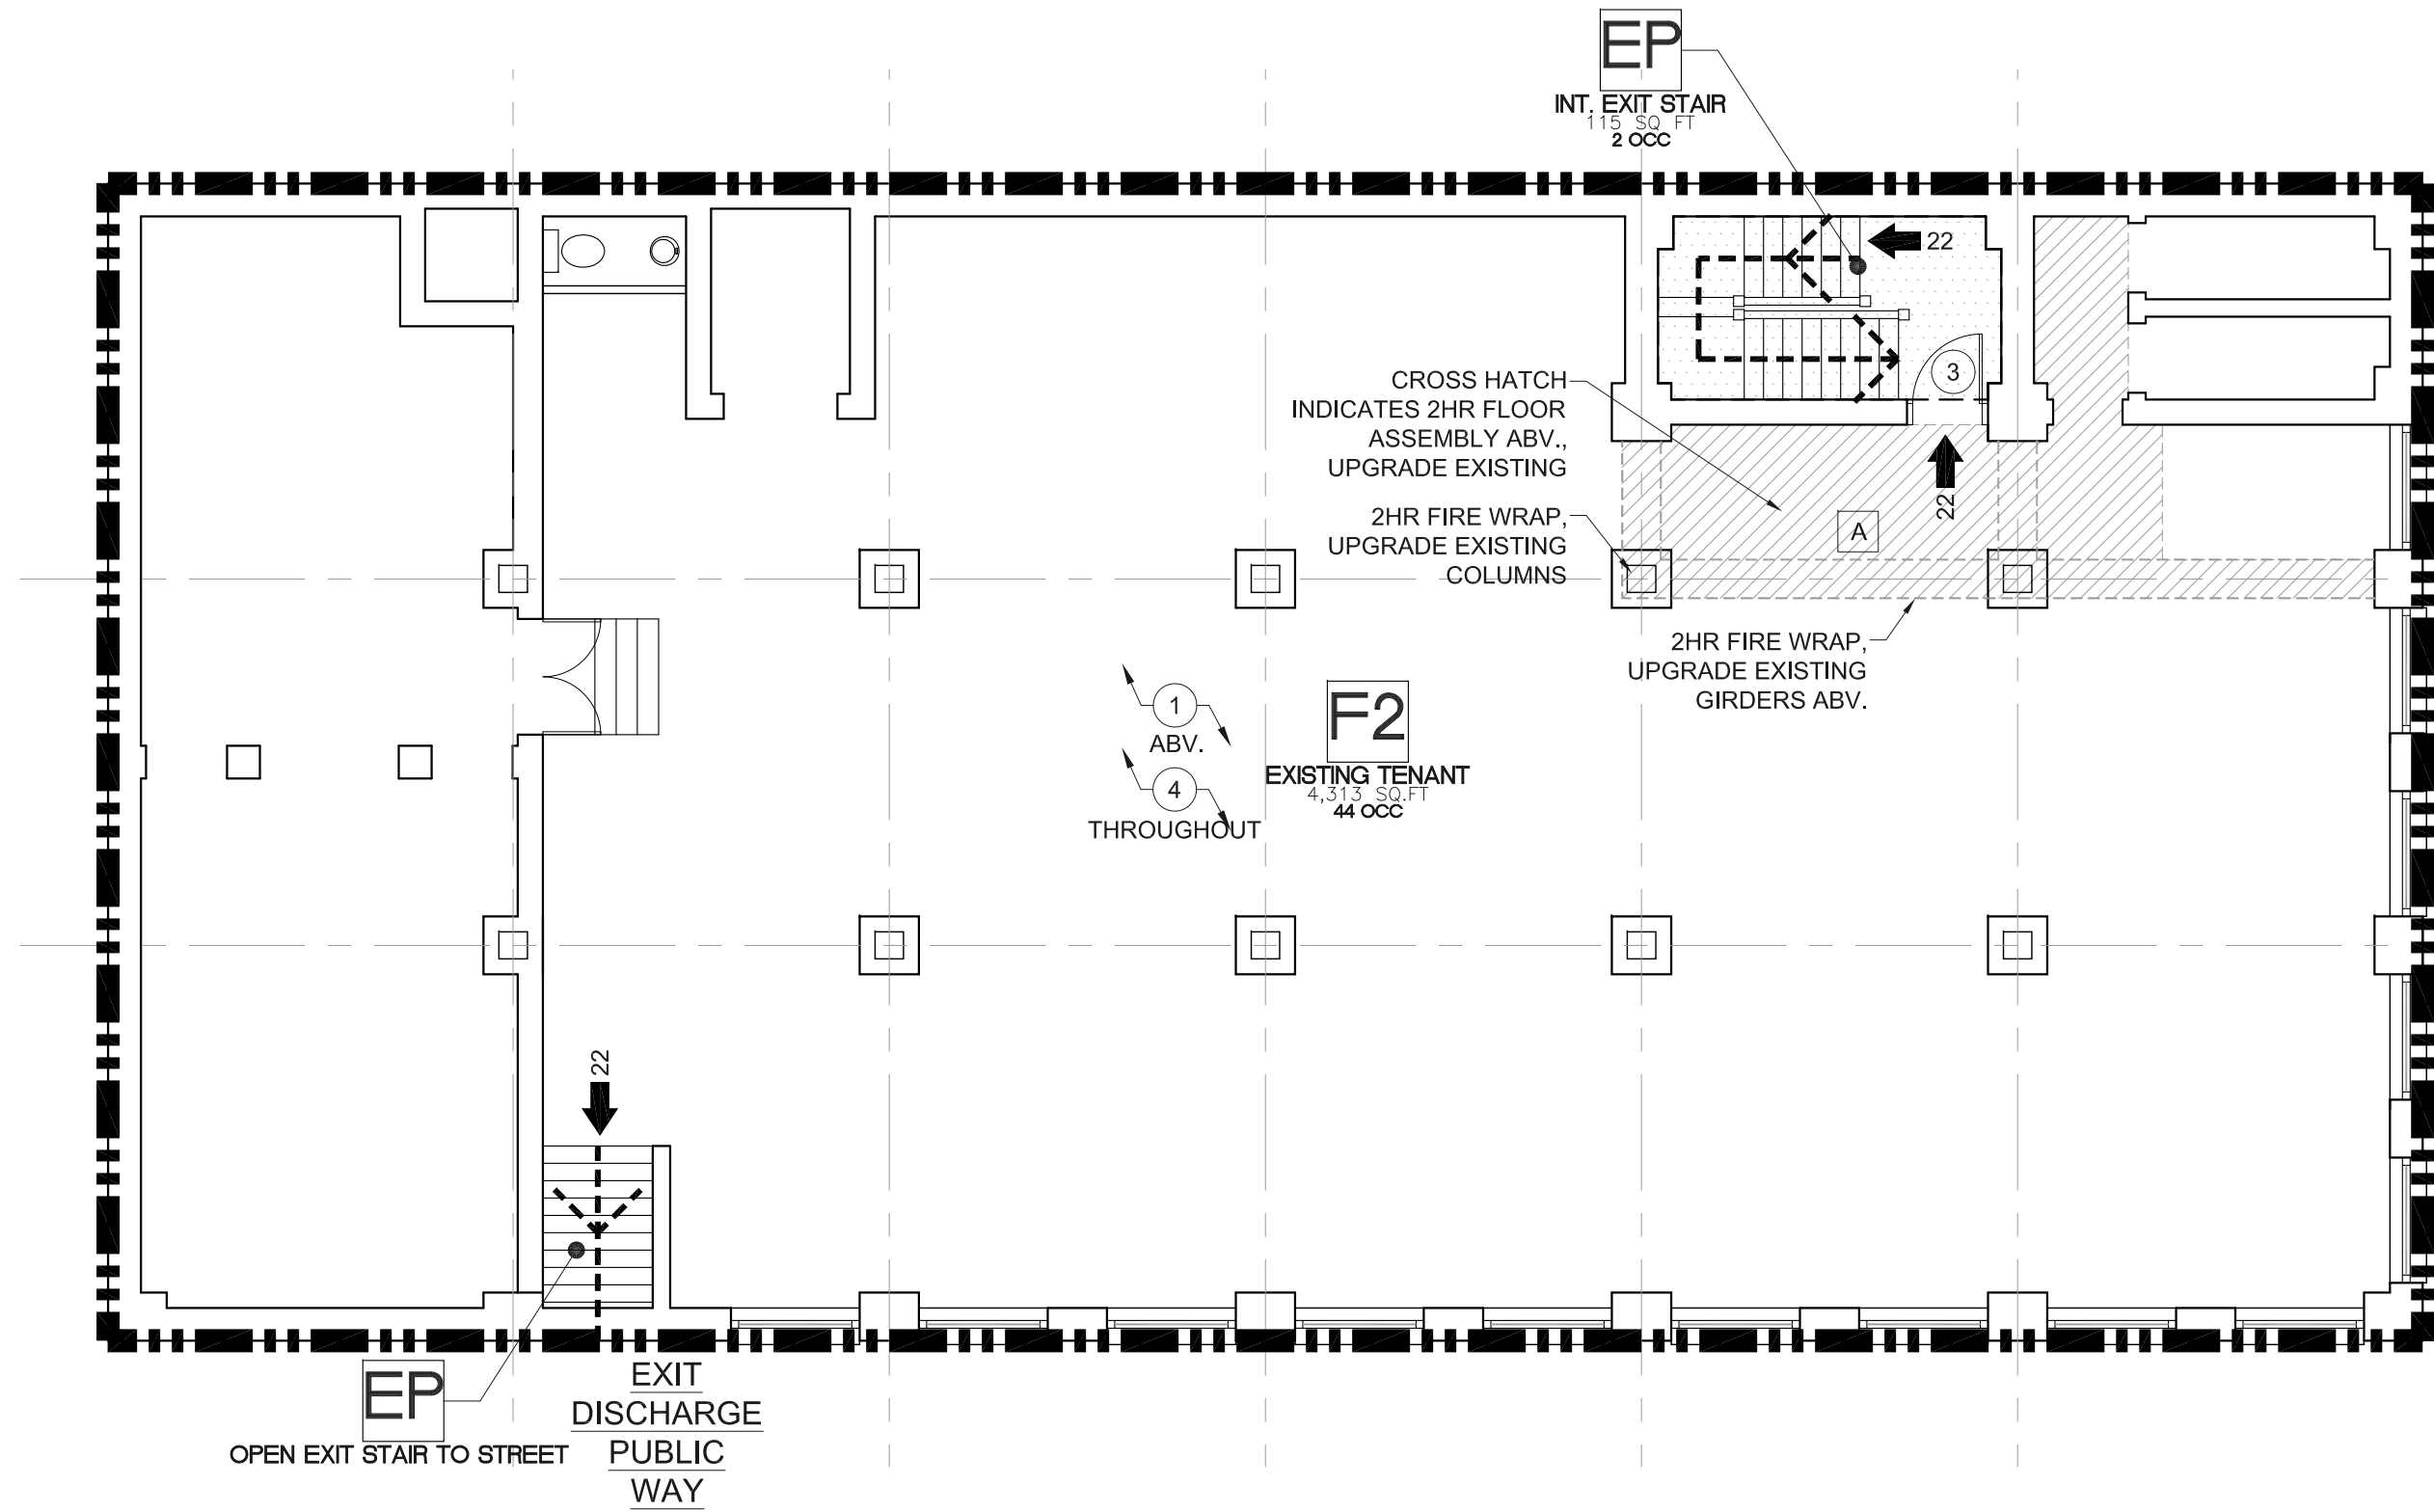 EP
INT. EXIT STAIR
115 SQ FT
2 OCC
22
3
CROSS HATCH
INDICATES 2HR FLOOR
ASSEMBLY ABV.,
UPGRADE EXISTING
22
A
2HR FIRE WRAP,
UPGRADE EXISTING
COLUMNS
2HR FIRE WRAP,
UPGRADE EXISTING
GIRDERS ABV.
1
ABV.
4
THROUGHOUT
F2
EXISTING TENANT
4,313 SQ.FT
44 OCC
22
EP
OPEN EXIT STAIR TO STREET
EXIT
DISCHARGE
PUBLIC
WAY